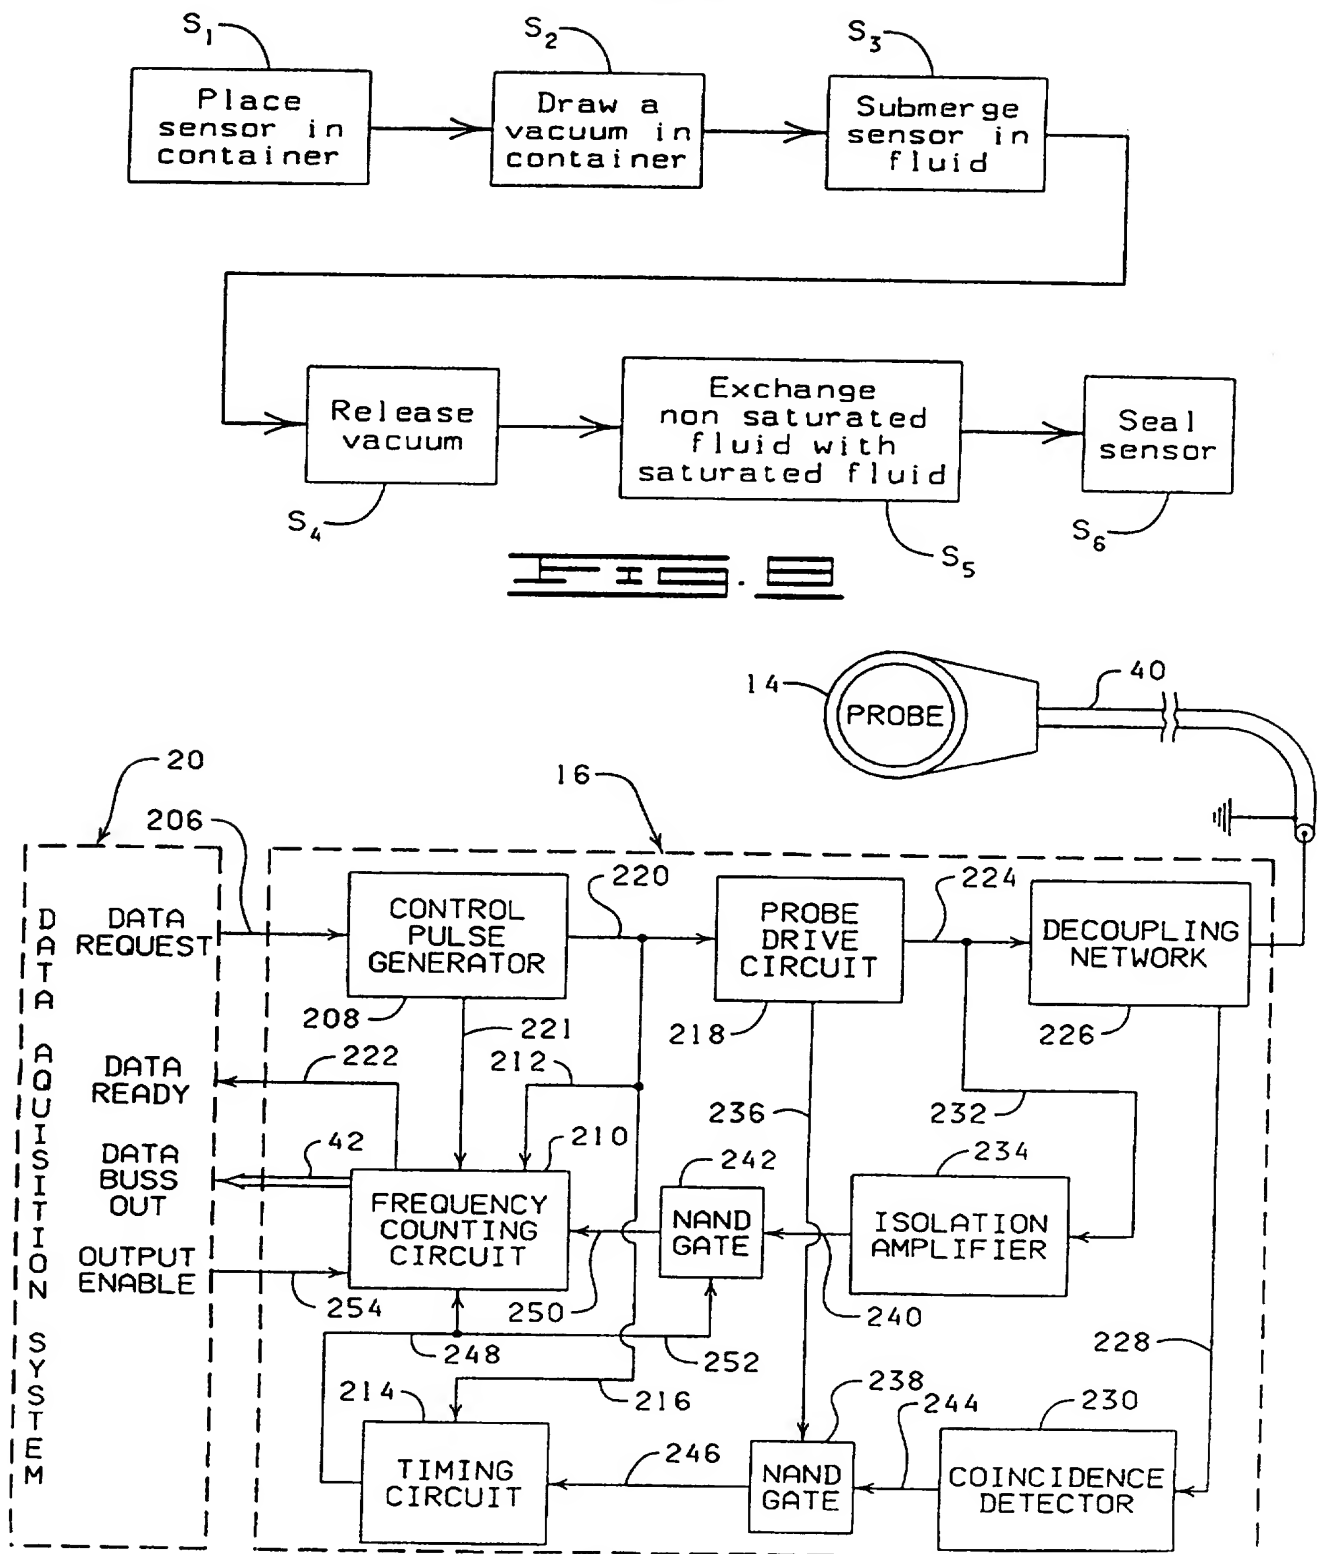 S1
S2
S3
Place
sensor in
container
Draw a
vacuum in
container
Submerge
sensor in
fluid
Release
vacuum
Exchange
non saturated
fluid with
saturated fluid
Seal
sensor
S4
S5
S6
FIG. 8
14
PROBE
40
20
16
206
220
224
DATA AQUISITION SYSTEM
DATA
REQUEST
CONTROL
PULSE
GENERATOR
PROBE
DRIVE
CIRCUIT
DECOUPLING
NETWORK
208
221
218
226
222
212
DATA
READY
236
232
42
210
242
234
DATA
BUSS
OUT
FREQUENCY
COUNTING
CIRCUIT
NAND
GATE
ISOLATION
AMPLIFIER
OUTPUT
ENABLE
254
250
240
248
252
228
214
216
238
244
230
TIMING
CIRCUIT
246
NAND
GATE
COINCIDENCE
DETECTOR